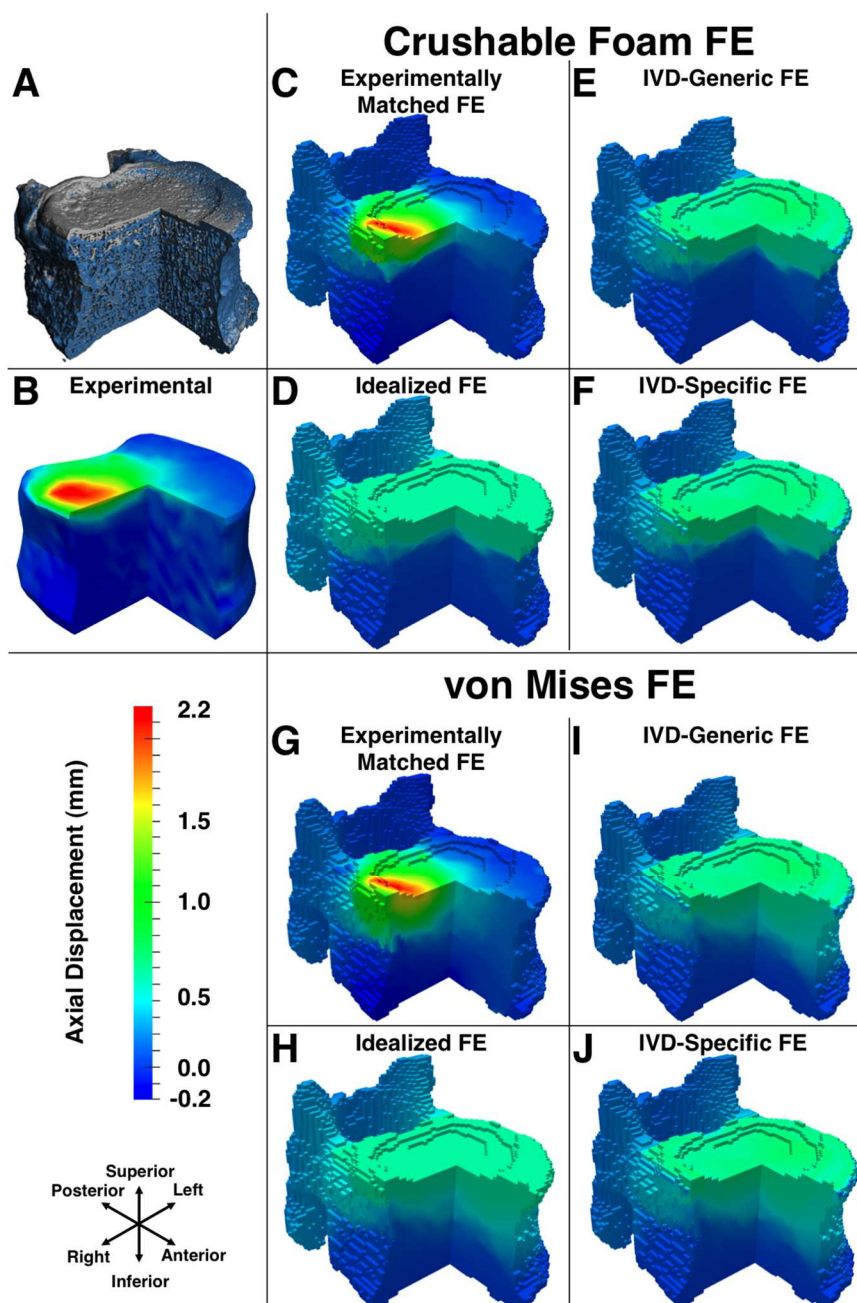 Crushable Foam FE
A
C
Experimentally
Matched FE
E
IVD-Generic FE
B
Experimental
D
Idealized FE
F
IVD-Specific FE
von Mises FE
G
Experimentally
Matched FE
I
IVD-Generic FE
Axial Displacement (mm)
2.2
1.5
1.0
0.5
0.0
-0.2
H
Idealized FE
J
IVD-Specific FE
Superior
Posterior
Left
Right
Anterior
Inferior